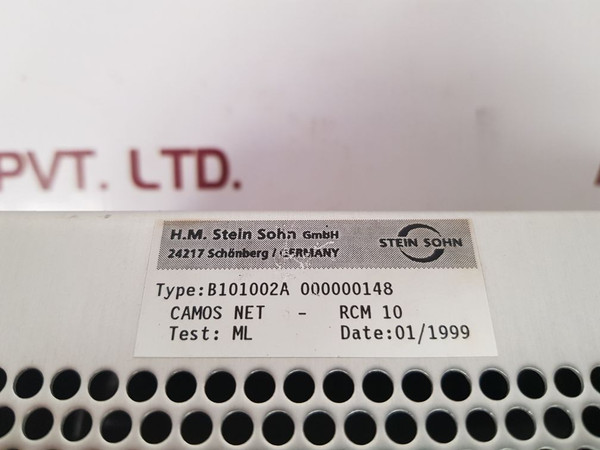 PVT. LTD.
H.M. Stein Sohn GmbH
24217 Schönberg / GERMANY
STEIN SOHN
Type:B101002A 000000148
CAMOS NET - RCM 10
Test: ML Date:01/1999